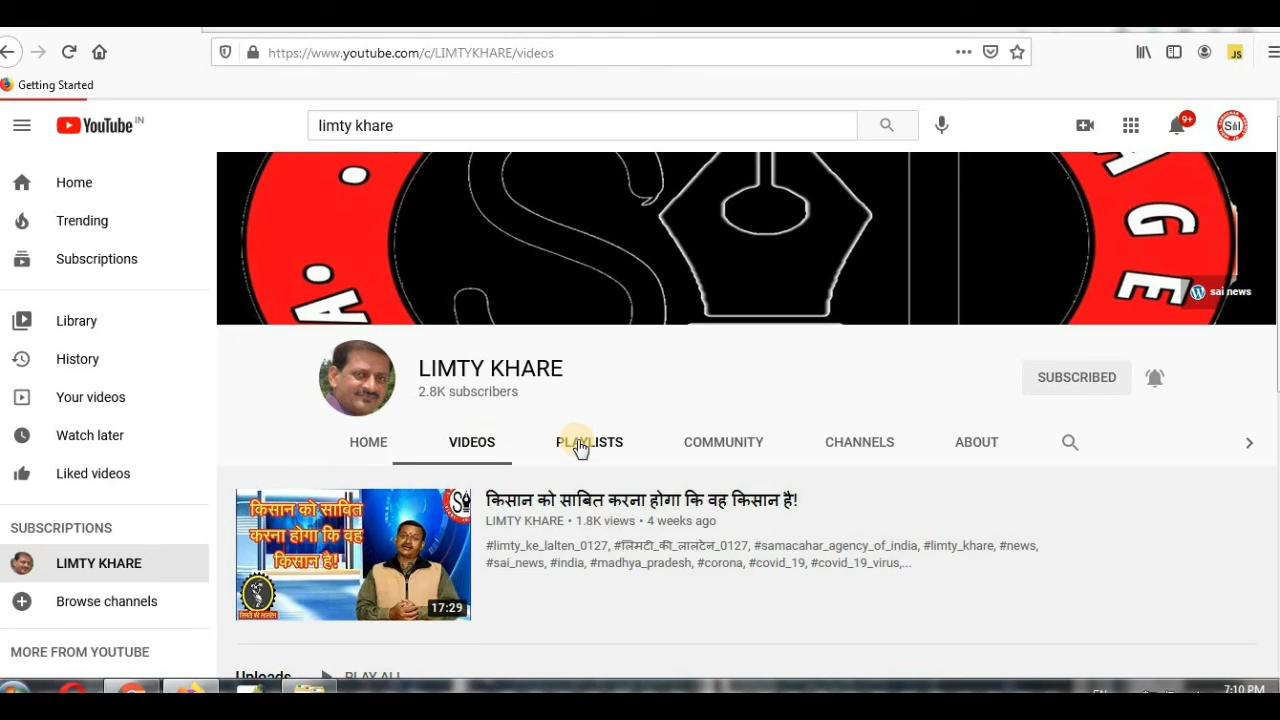 https://www.youtube.com/c/LIMTYKHARE/videos
JS
Getting Started
YouTube IN
limty khare
9+
SAI
Home
Trending
Subscriptions
Library
History
Your videos
Watch later
Liked videos
SUBSCRIPTIONS
LIMTY KHARE
Browse channels
MORE FROM YOUTUBE
A G E
sai news
LIMTY KHARE
2.8K subscribers
SUBSCRIBED
HOME VIDEOS PLAYLISTS COMMUNITY CHANNELS ABOUT
किसान को साबित
करना होगा कि वह
किसान है!
17:29
किसान को साबित करना होगा कि वह किसान है!
LIMTY KHARE • 1.8K views • 4 weeks ago
#limty_ke_lalten_0127, #लिमटी_की_लालटेन_0127, #samacahar_agency_of_india, #limty_khare, #news,
#sai_news, #india, #madhya_pradesh, #corona, #covid_19, #covid_19_virus,...
Uploads PLAY ALL
EN
7:10 PM